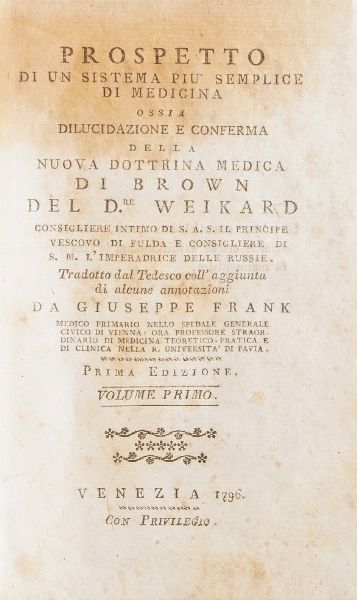 PROSPETTO
DI UN SISTEMA PIU' SEMPLICE
DI MEDICINA
OSSIA
DILUCIDAZIONE E CONFERMA
DELLA
NUOVA DOTTRINA MEDICA
DI BROWN
DEL D.RE WEIKARD
CONSIGLIERE INTIMO DI S. A. S. IL PRINCIPE
VESCOVO DI FULDA E CONSIGLIERE DI
S. M. L'IMPERADRICE DELLE RUSSIE.
Tradotto dal Tedesco coll' aggiunta
di alcune annotazioni
DA GIUSEPPE FRANK
MEDICO PRIMARIO NELLO SPEDALE GENERALE
CIVICO DI VIENNA: ORA PROFESSORE STRAOR-
DINARIO DI MEDICINA TEORETICO-PRATICA E
DI CLINICA NELLA R. UNIVERSITA' DI PAVIA.
PRIMA EDIZIONE.
VOLUME PRIMO.
VENEZIA 1796.
CON PRIVILEGIO.